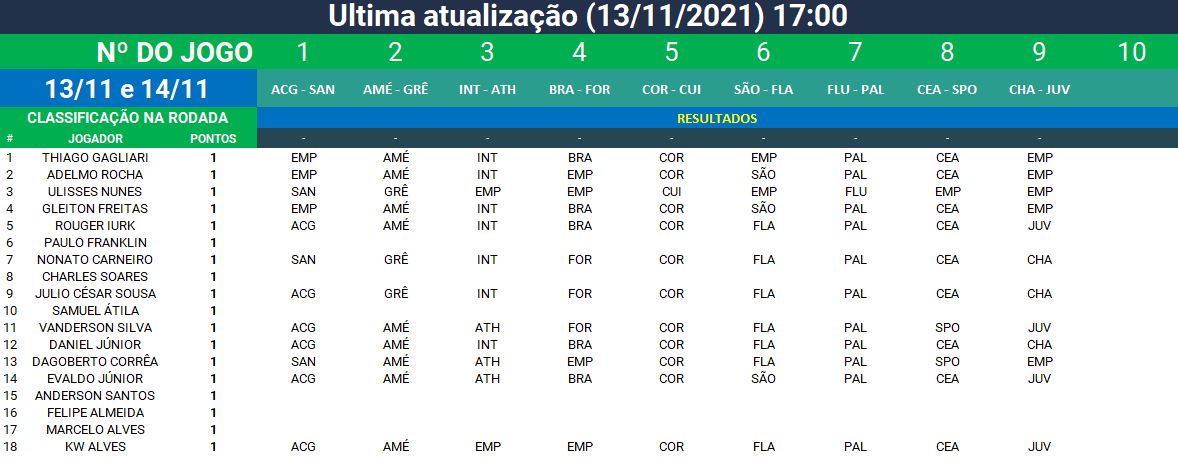 Ultima atualização (13/11/2021) 17:00
Nº DO JOGO 1 2 3 4 5 6 7 8 9 10
13/11 e 14/11 ACG - SAN AMÉ - GRÊ INT - ATH BRA - FOR COR - CUI SÃO - FLA FLU - PAL CEA - SPO CHA - JUV
CLASSIFICAÇÃO NA RODADA RESULTADOS
# JOGADOR PONTOS - - - - - - - - -
1 THIAGO GAGLIARI 1 EMP AMÉ INT BRA COR EMP PAL CEA EMP
2 ADELMO ROCHA 1 EMP AMÉ INT EMP COR SÃO PAL CEA EMP
3 ULISSES NUNES 1 SAN GRÊ EMP EMP CUI EMP FLU EMP EMP
4 GLEITON FREITAS 1 EMP AMÉ INT BRA COR SÃO PAL CEA EMP
5 ROUGER IURK 1 ACG AMÉ INT BRA COR FLA PAL CEA JUV
6 PAULO FRANKLIN 1
7 NONATO CARNEIRO 1 SAN GRÊ INT FOR COR FLA PAL CEA CHA
8 CHARLES SOARES 1
9 JULIO CÉSAR SOUSA 1 ACG GRÊ INT FOR COR FLA PAL CEA CHA
10 SAMUEL ÁTILA 1
11 VANDERSON SILVA 1 ACG AMÉ ATH FOR COR FLA PAL SPO JUV
12 DANIEL JÚNIOR 1 ACG AMÉ INT BRA COR FLA PAL CEA CHA
13 DAGOBERTO CORRÊA 1 SAN AMÉ ATH EMP COR FLA PAL SPO EMP
14 EVALDO JÚNIOR 1 ACG AMÉ ATH BRA COR SÃO PAL CEA JUV
15 ANDERSON SANTOS 1
16 FELIPE ALMEIDA 1
17 MARCELO ALVES 1
18 KW ALVES 1 ACG AMÉ EMP EMP COR FLA PAL CEA JUV